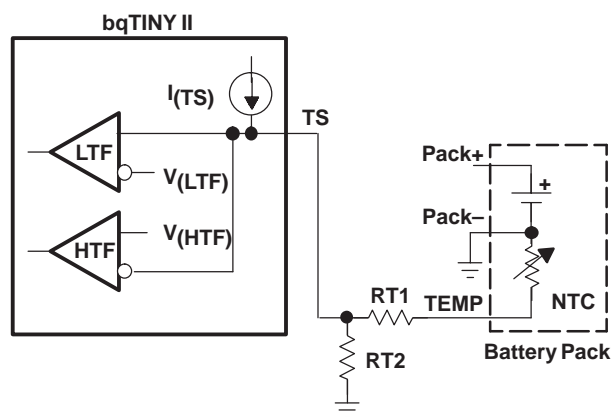 bqTINY II
I(TS)
TS
LTF
V(LTF)
Pack+
+
Pack–
HTF
V(HTF)
RT1
TEMP
NTC
RT2
Battery Pack